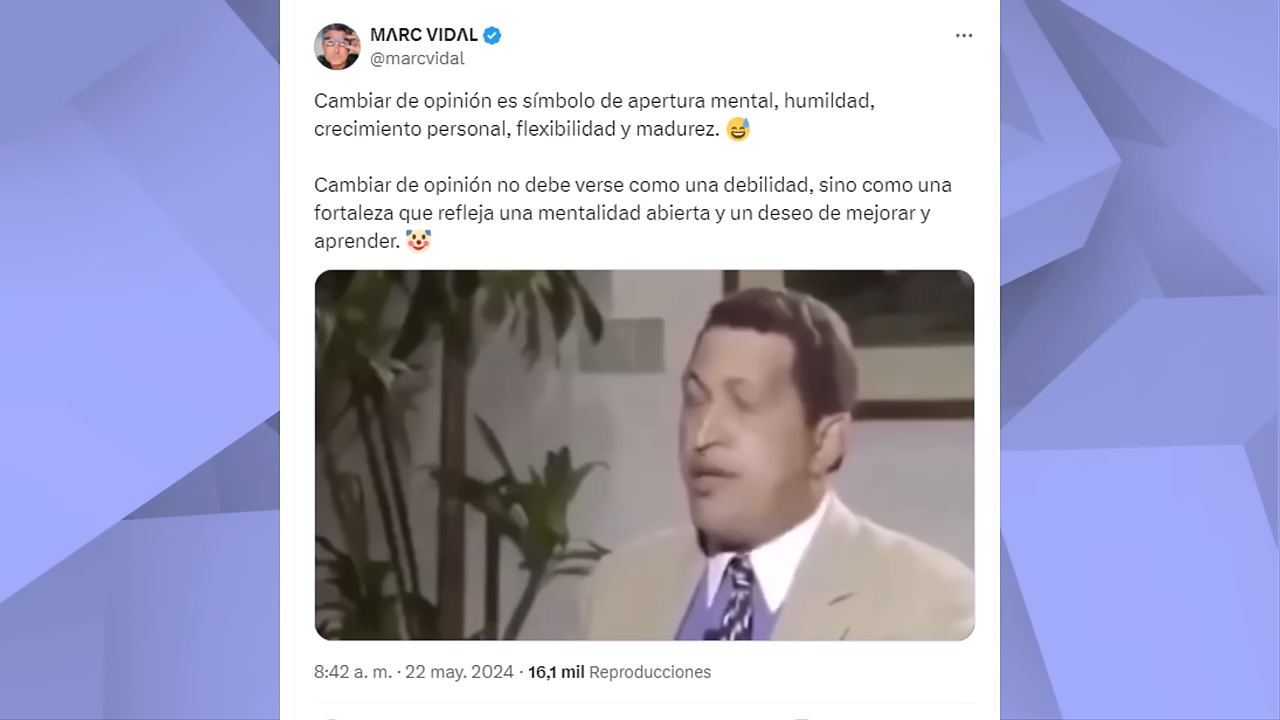 MΛRC VIDΛL
@marcvidal
Cambiar de opinión es símbolo de apertura mental, humildad,
crecimiento personal, flexibilidad y madurez. 😅
Cambiar de opinión no debe verse como una debilidad, sino como una
fortaleza que refleja una mentalidad abierta y un deseo de mejorar y
aprender. 🤡
8:42 a. m. · 22 may. 2024 · 16,1 mil Reproducciones